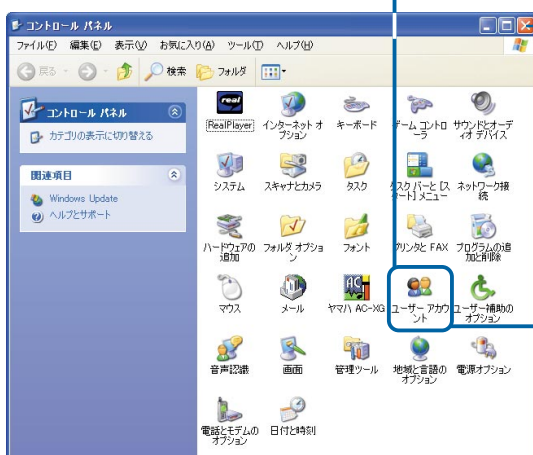 コントロール パネル
ファイル(F) 編集(E) 表示(V) お気に入り(A) ツール(T) ヘルプ(H)
戻る 検索 フォルダ
コントロール パネル
カテゴリの表示に切り替える
関連項目
Windows Update
ヘルプとサポート
real
RealPlayer
インターネット オ
プション
キーボード
ゲーム コントロ
ーラ
サウンドとオーデ
ィオ デバイス
システム
スキャナとカメラ
タスク
タスク バーと [ス
タート] メニュー
ネットワーク接
続
ハードウェアの
追加
フォルダ オプショ
ン
フォント
プリンタと FAX
プログラムの追
加と削除
マウス
メール
ヤマハ AC-XG
ユーザー アカウ
ント
ユーザー補助の
オプション
音声認識
画面
管理ツール
地域と言語の
オプション
電源オプション
電話とモデムの
オプション
日付と時刻